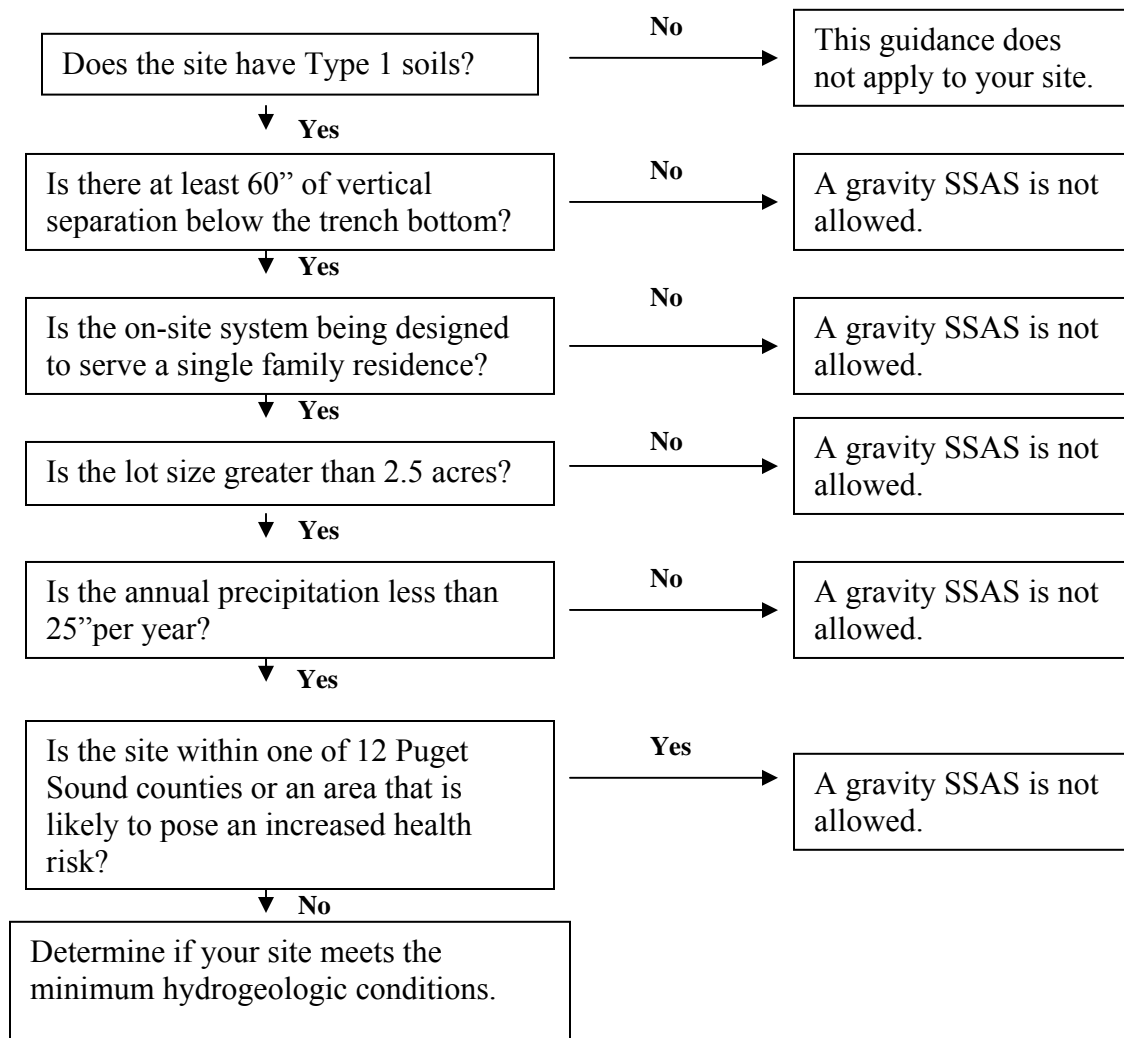 Does the site have Type 1 soils?
No
This guidance does
not apply to your site.
Yes
Is there at least 60” of vertical
separation below the trench bottom?
No
A gravity SSAS is not
allowed.
Yes
Is the on-site system being designed
to serve a single family residence?
No
A gravity SSAS is not
allowed.
Yes
Is the lot size greater than 2.5 acres?
No
A gravity SSAS is not
allowed.
Yes
Is the annual precipitation less than
25”per year?
No
A gravity SSAS is not
allowed.
Yes
Is the site within one of 12 Puget
Sound counties or an area that is
likely to pose an increased health
risk?
Yes
A gravity SSAS is not
allowed.
No
Determine if your site meets the
minimum hydrogeologic conditions.